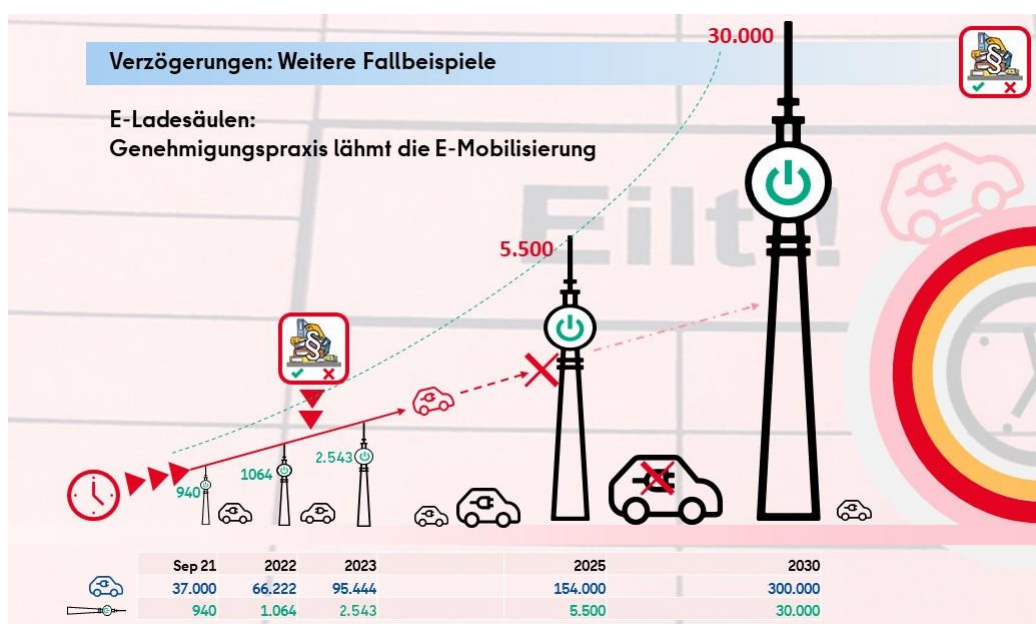 Verzögerungen: Weitere Fallbeispiele
E-Ladesäulen:
Genehmigungspraxis lähmt die E-Mobilisierung
Eilt!
30.000
5.500
§
§
2.543
1064
940
Sep 21 2022 2023 2025 2030
37.000 66.222 95.444 154.000 300.000
940 1.064 2.543 5.500 30.000